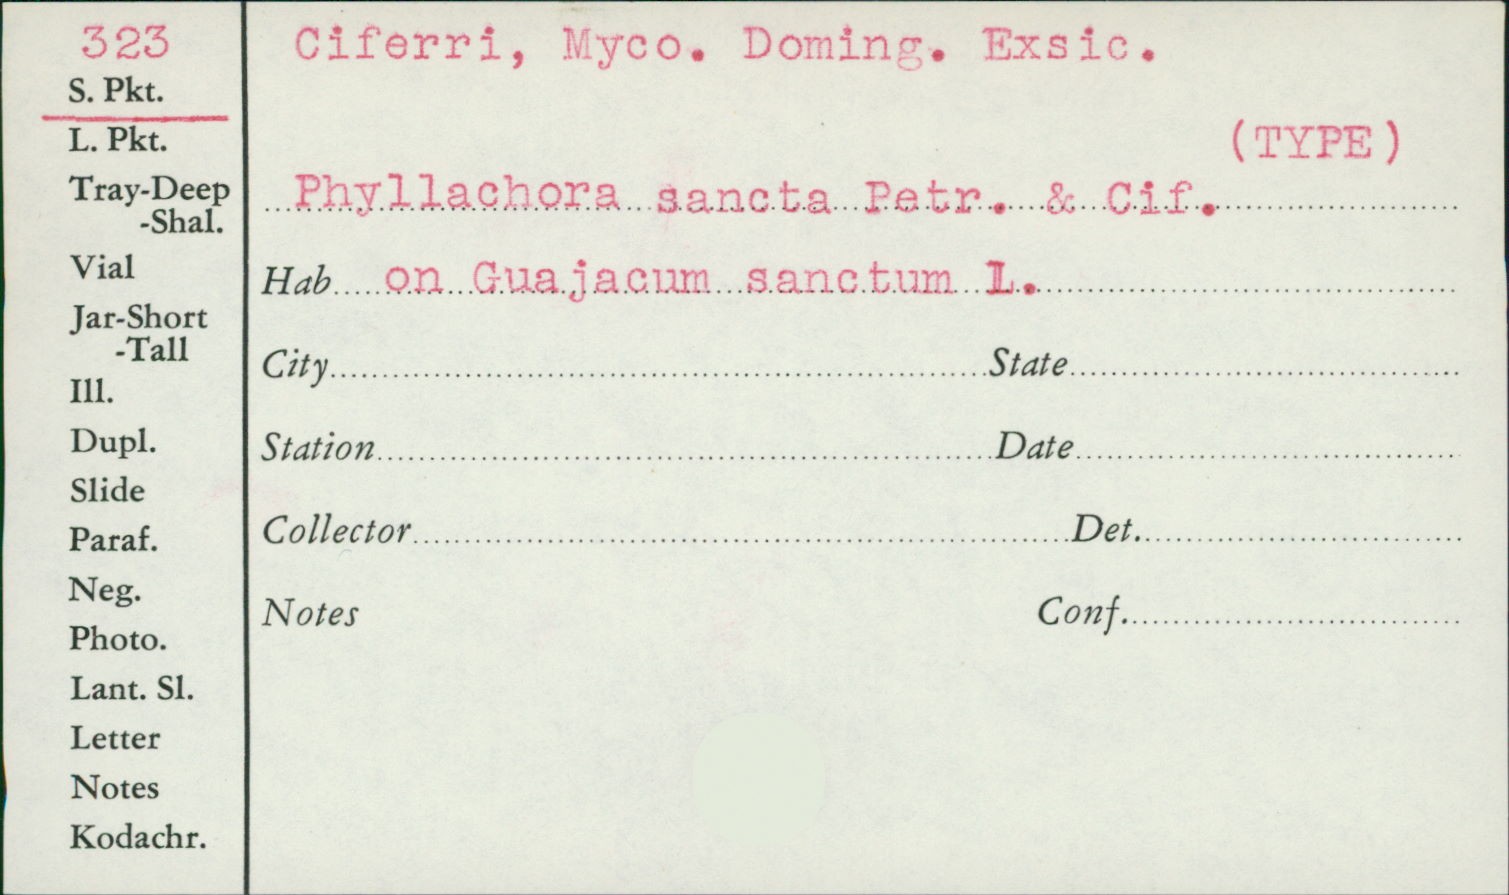 323
S. Pkt.
L. Pkt.
Tray-Deep
-Shal.
Vial
Jar-Short
-Tall
Ill.
Dupl.
Slide
Paraf.
Neg.
Photo.
Lant. Sl.
Letter
Notes
Kodachr.
Ciferri, Myco. Doming. Exsic.
(TYPE)
Phyllachora sancta Petr. & Cif.
Hab on Guajacum sanctum L.
City State
Station Date
Collector Det.
Notes Conf.